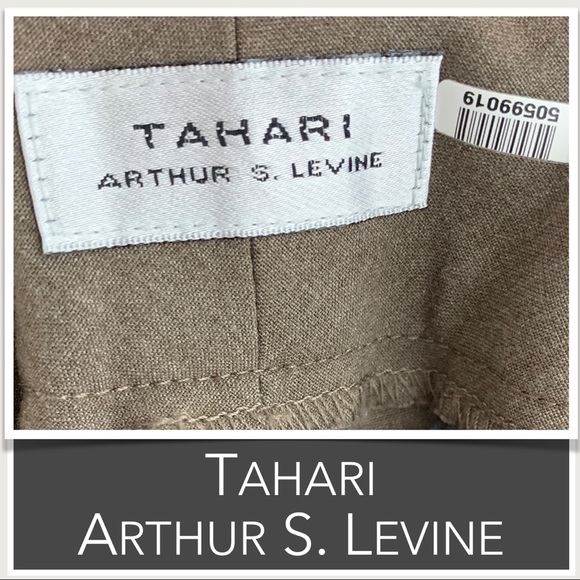 TAHARI
ARTHUR S. LEVINE
50599019
TAHARI
ARTHUR S. LEVINE